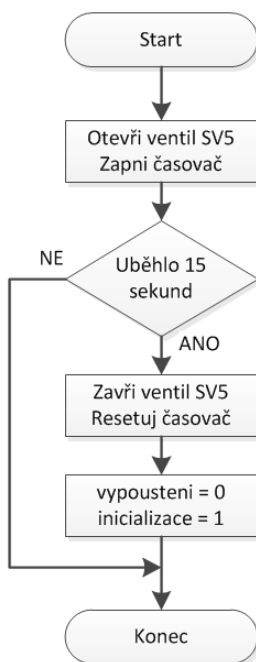 Start
Otevři ventil SV5
Zapni časovač
Uběhlo 15
sekund
NE
ANO
Zavři ventil SV5
Resetuj časovač
vypousteni = 0
inicializace = 1
Konec